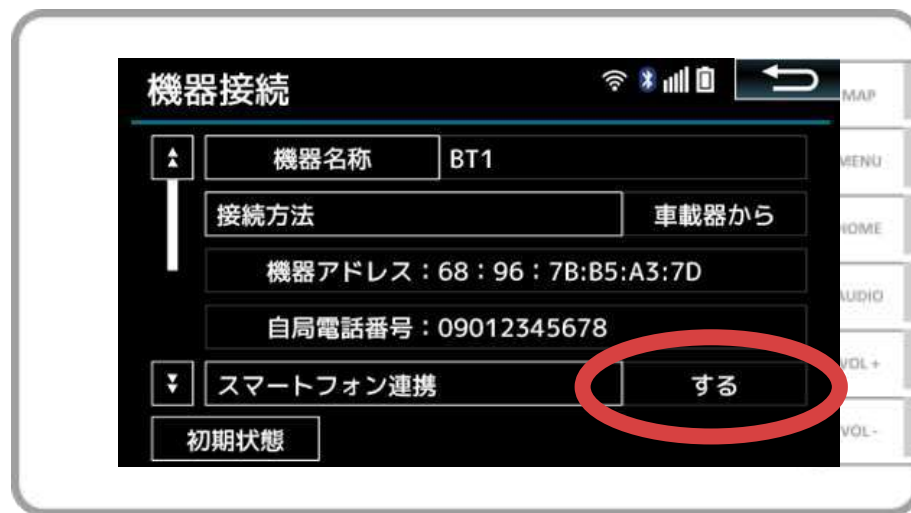 機器接続
MAP
機器名称 BT1
MENU
接続方法 車載器から
HOME
機器アドレス：68：96：7B:B5:A3:7D
AUDIO
自局電話番号：09012345678
VOL +
スマートフォン連携 する
初期状態
VOL -